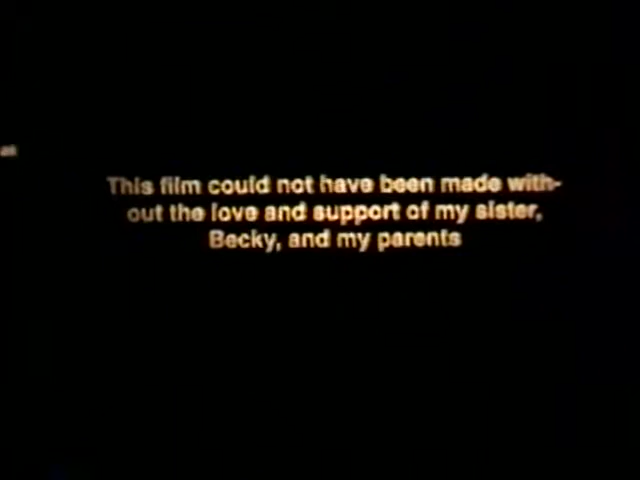 This film could not have been made with-
out the love and support of my sister,
Becky, and my parents